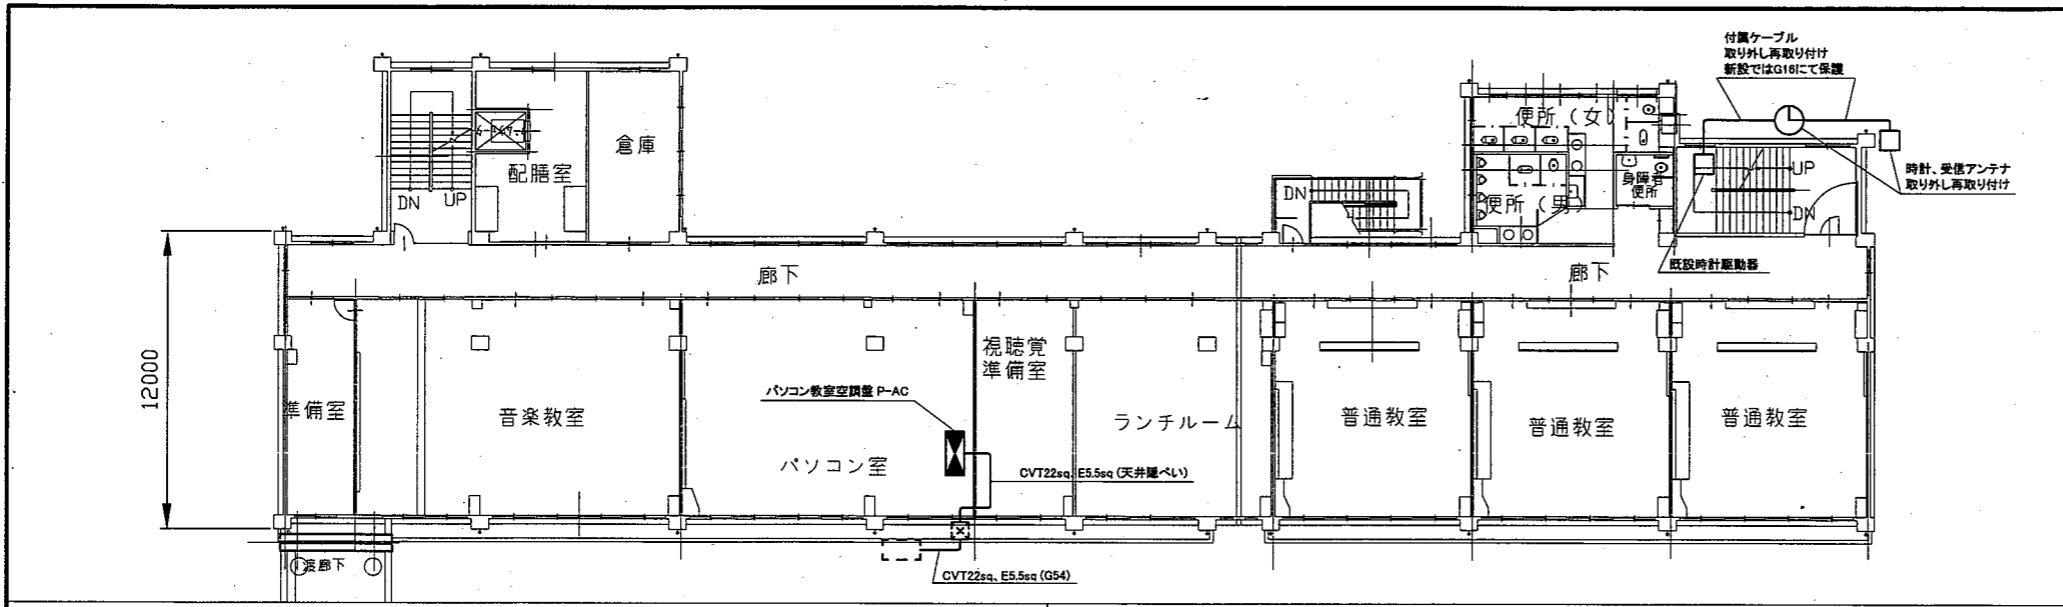 付属ケーブル
取り外し再取り付け
新設ではG16にて保護
便所（女）
倉庫
配膳室
UP
時計、受信アンテナ
取り外し再取り付け
身障者
便所
DN
UP
DN
便所（男）
DN
既設時計駆動器
廊下
廊下
12000
視聴覚
準備室
パソコン教室空調盤 P-AC
準備室
音楽教室
ランチルーム
普通教室
普通教室
普通教室
パソコン室
CVT22sq、E5.5sq (天井隠ぺい)
渡廊下
CVT22sq、E5.5sq (G54)